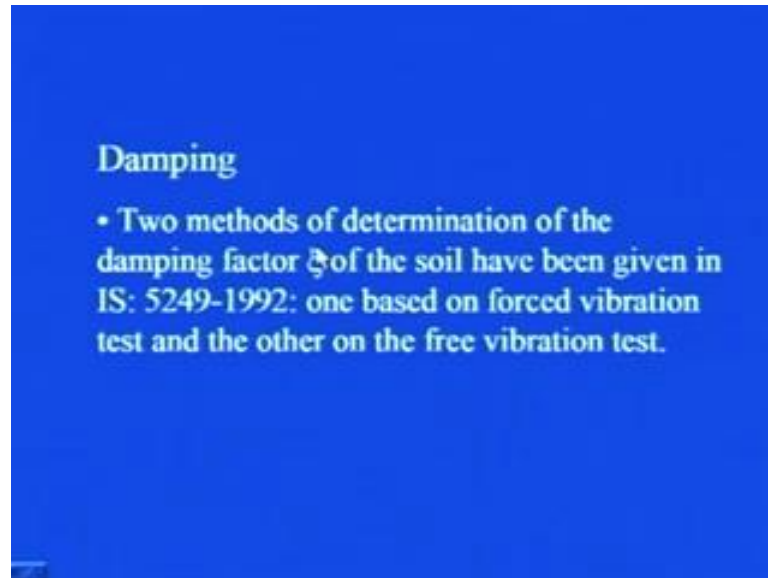 Damping
• Two methods of determination of the
damping factor ξ of the soil have been given in
IS: 5249-1992: one based on forced vibration
test and the other on the free vibration test.